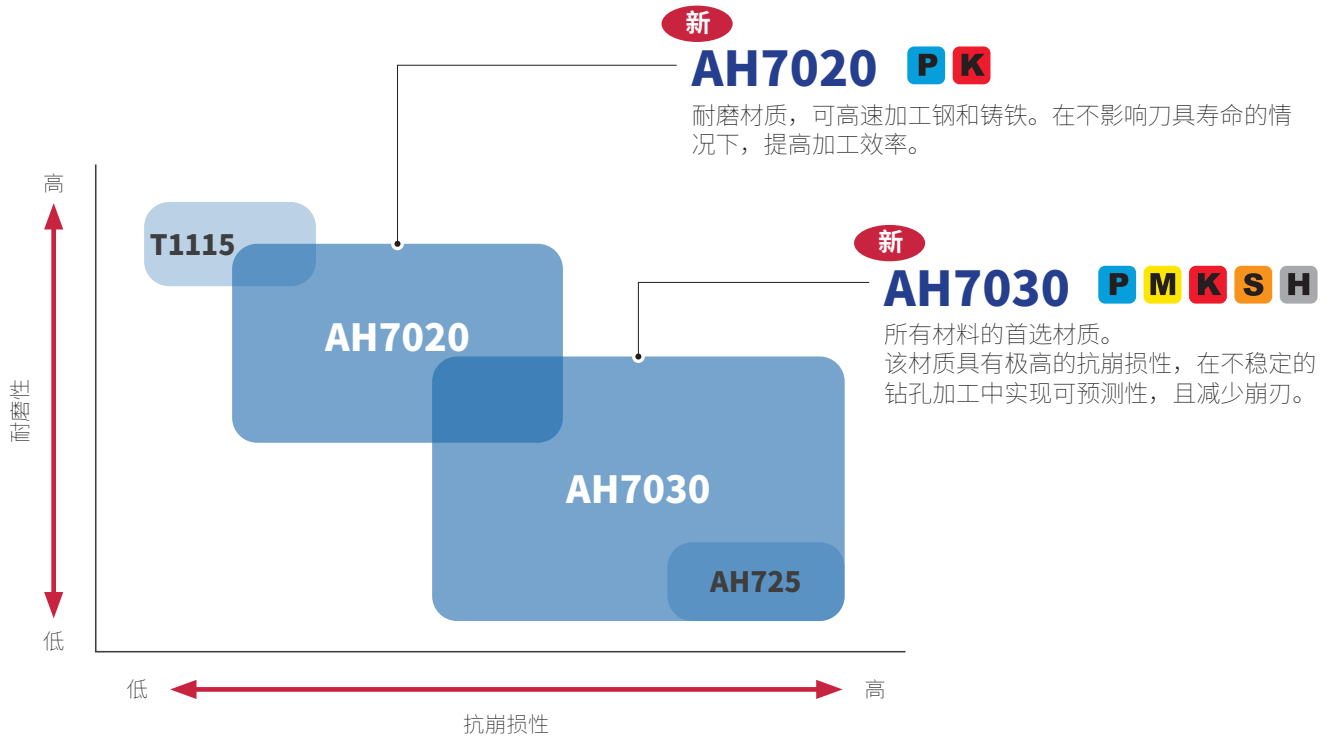 新
AH7020 P K
耐磨材质，可高速加工钢和铸铁。在不影响刀具寿命的情
况下，提高加工效率。
高
T1115
新
AH7030 P M K S H
AH7020
所有材料的首选材质。
该材质具有极高的抗崩损性，在不稳定的
钻孔加工中实现可预测性，且减少崩刃。
耐磨性
AH7030
AH725
低
低
高
抗崩损性